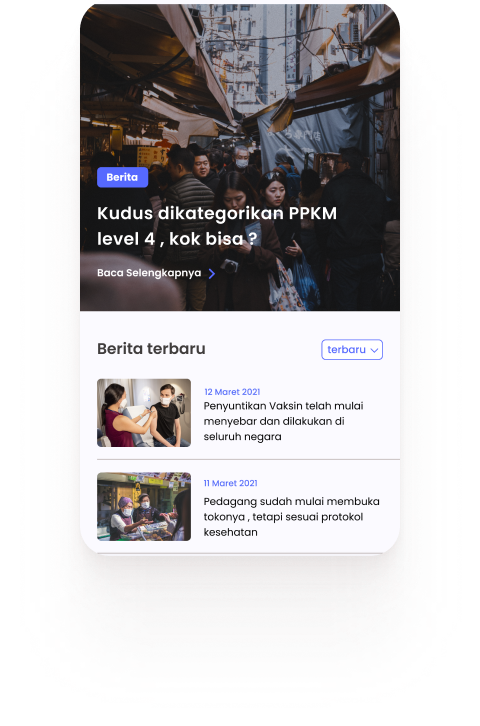 Berita
Kudus dikategorikan PPKM
level 4 , kok bisa ?
Baca Selengkapnya
Berita terbaru
terbaru
12 Maret 2021
Penyuntikan Vaksin telah mulai
menyebar dan dilakukan di
seluruh negara
11 Maret 2021
Pedagang sudah mulai membuka
tokonya , tetapi sesuai protokol
kesehatan